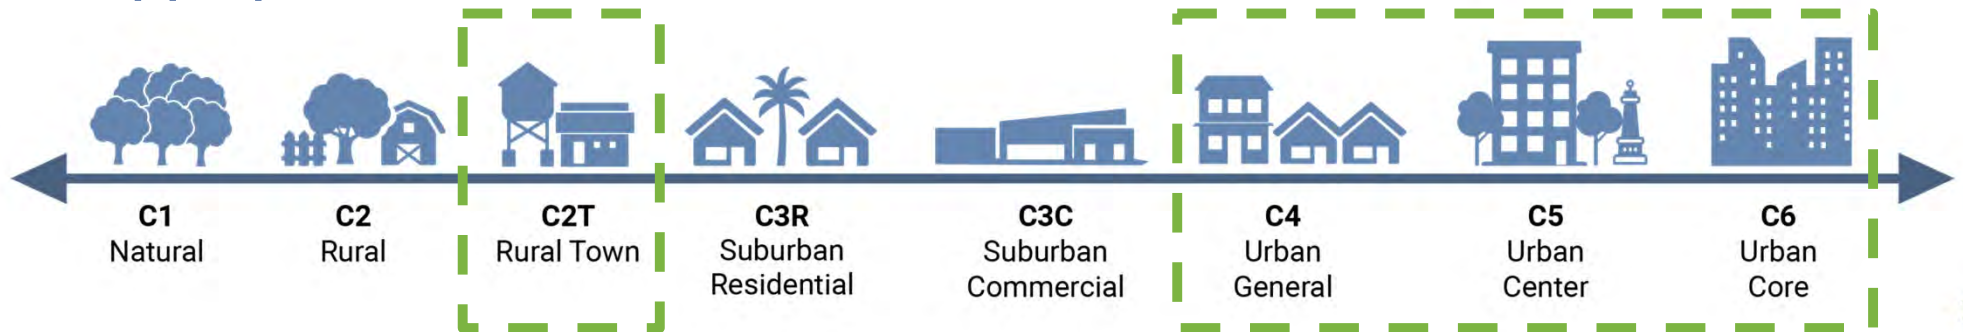 C1
Natural
C2
Rural
C2T
Rural Town
C3R
Suburban
Residential
C3C
Suburban
Commercial
C4
Urban
General
C5
Urban
Center
C6
Urban
Core